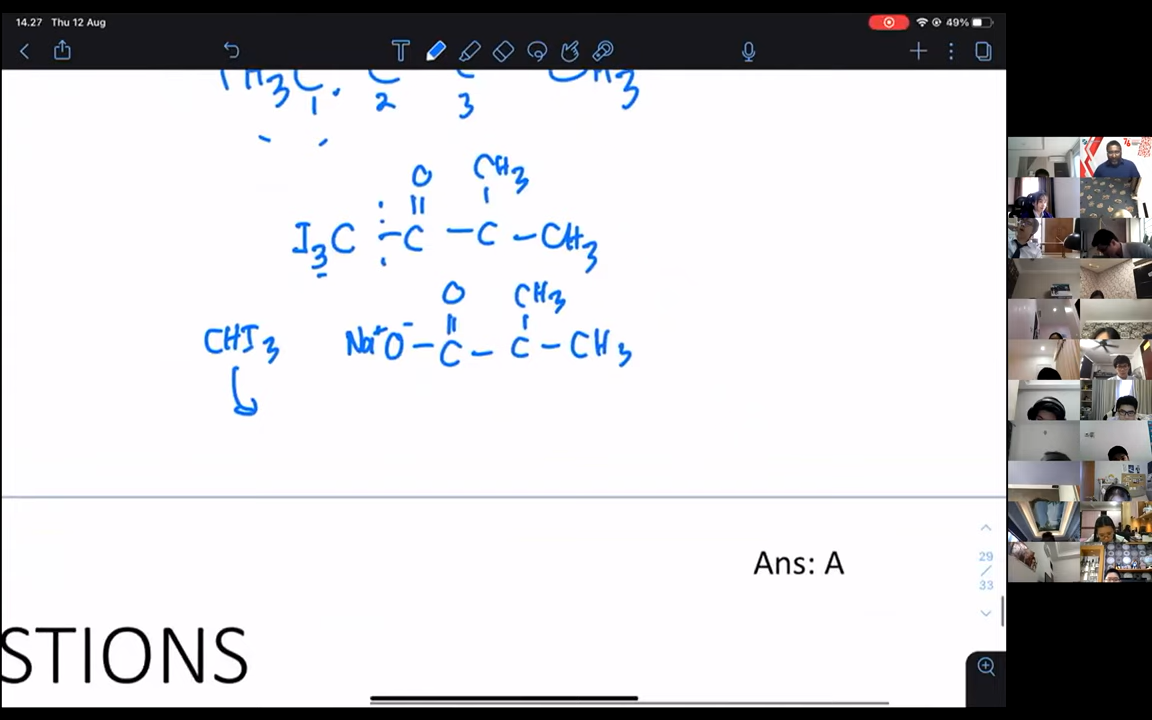 14.27 Thu 12 Aug
49%
1 2 3 CH3
O CH3
I3C - C - C - CH3
O CH3
CHI3 Na+O- - C - C - CH3
29
/
33
Ans: A
STIONS